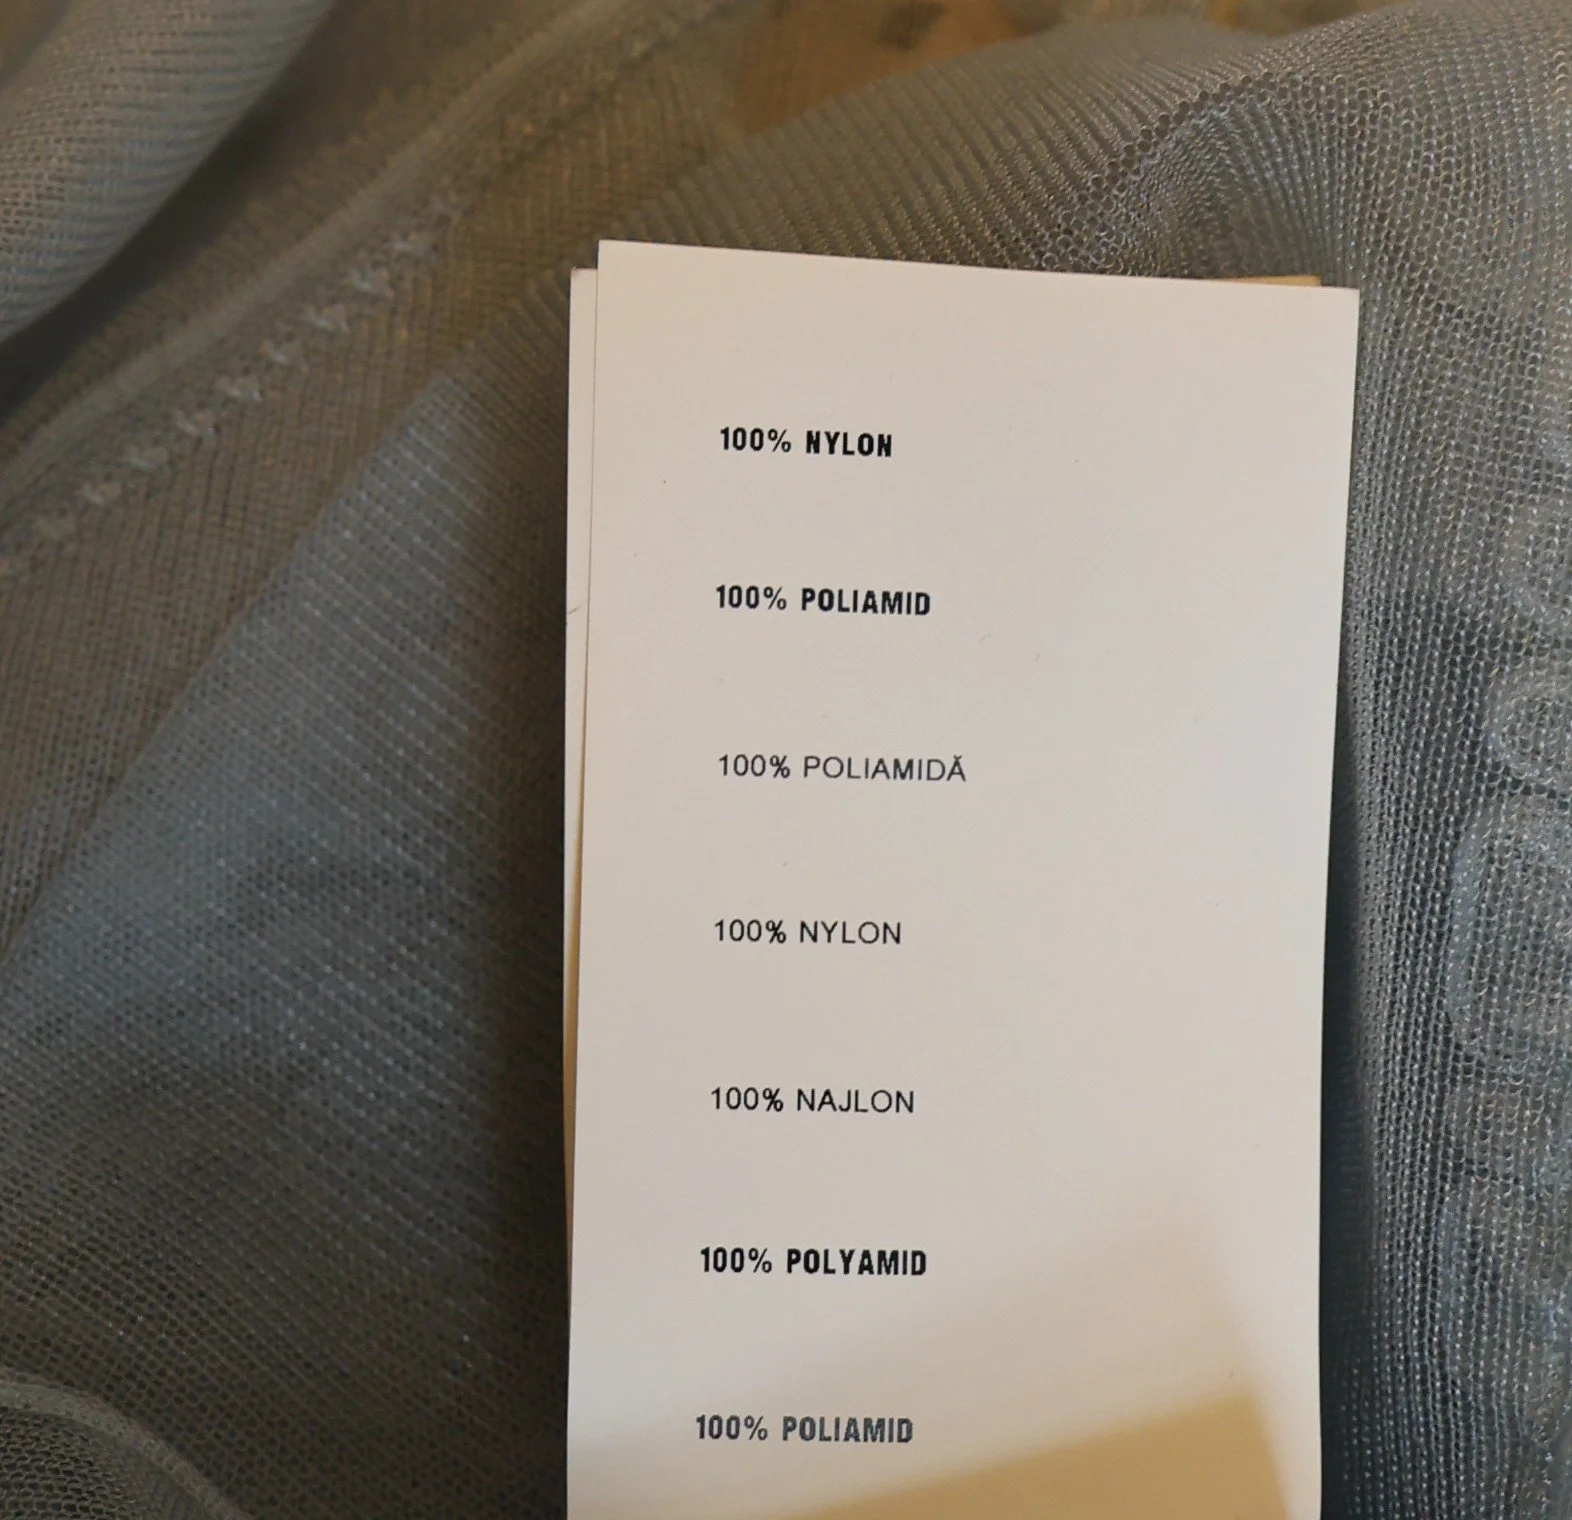 100% NYLON
100% POLIAMID
100% POLIAMIDĂ
100% NYLON
100% NAJLON
100% POLYAMID
100% POLIAMID